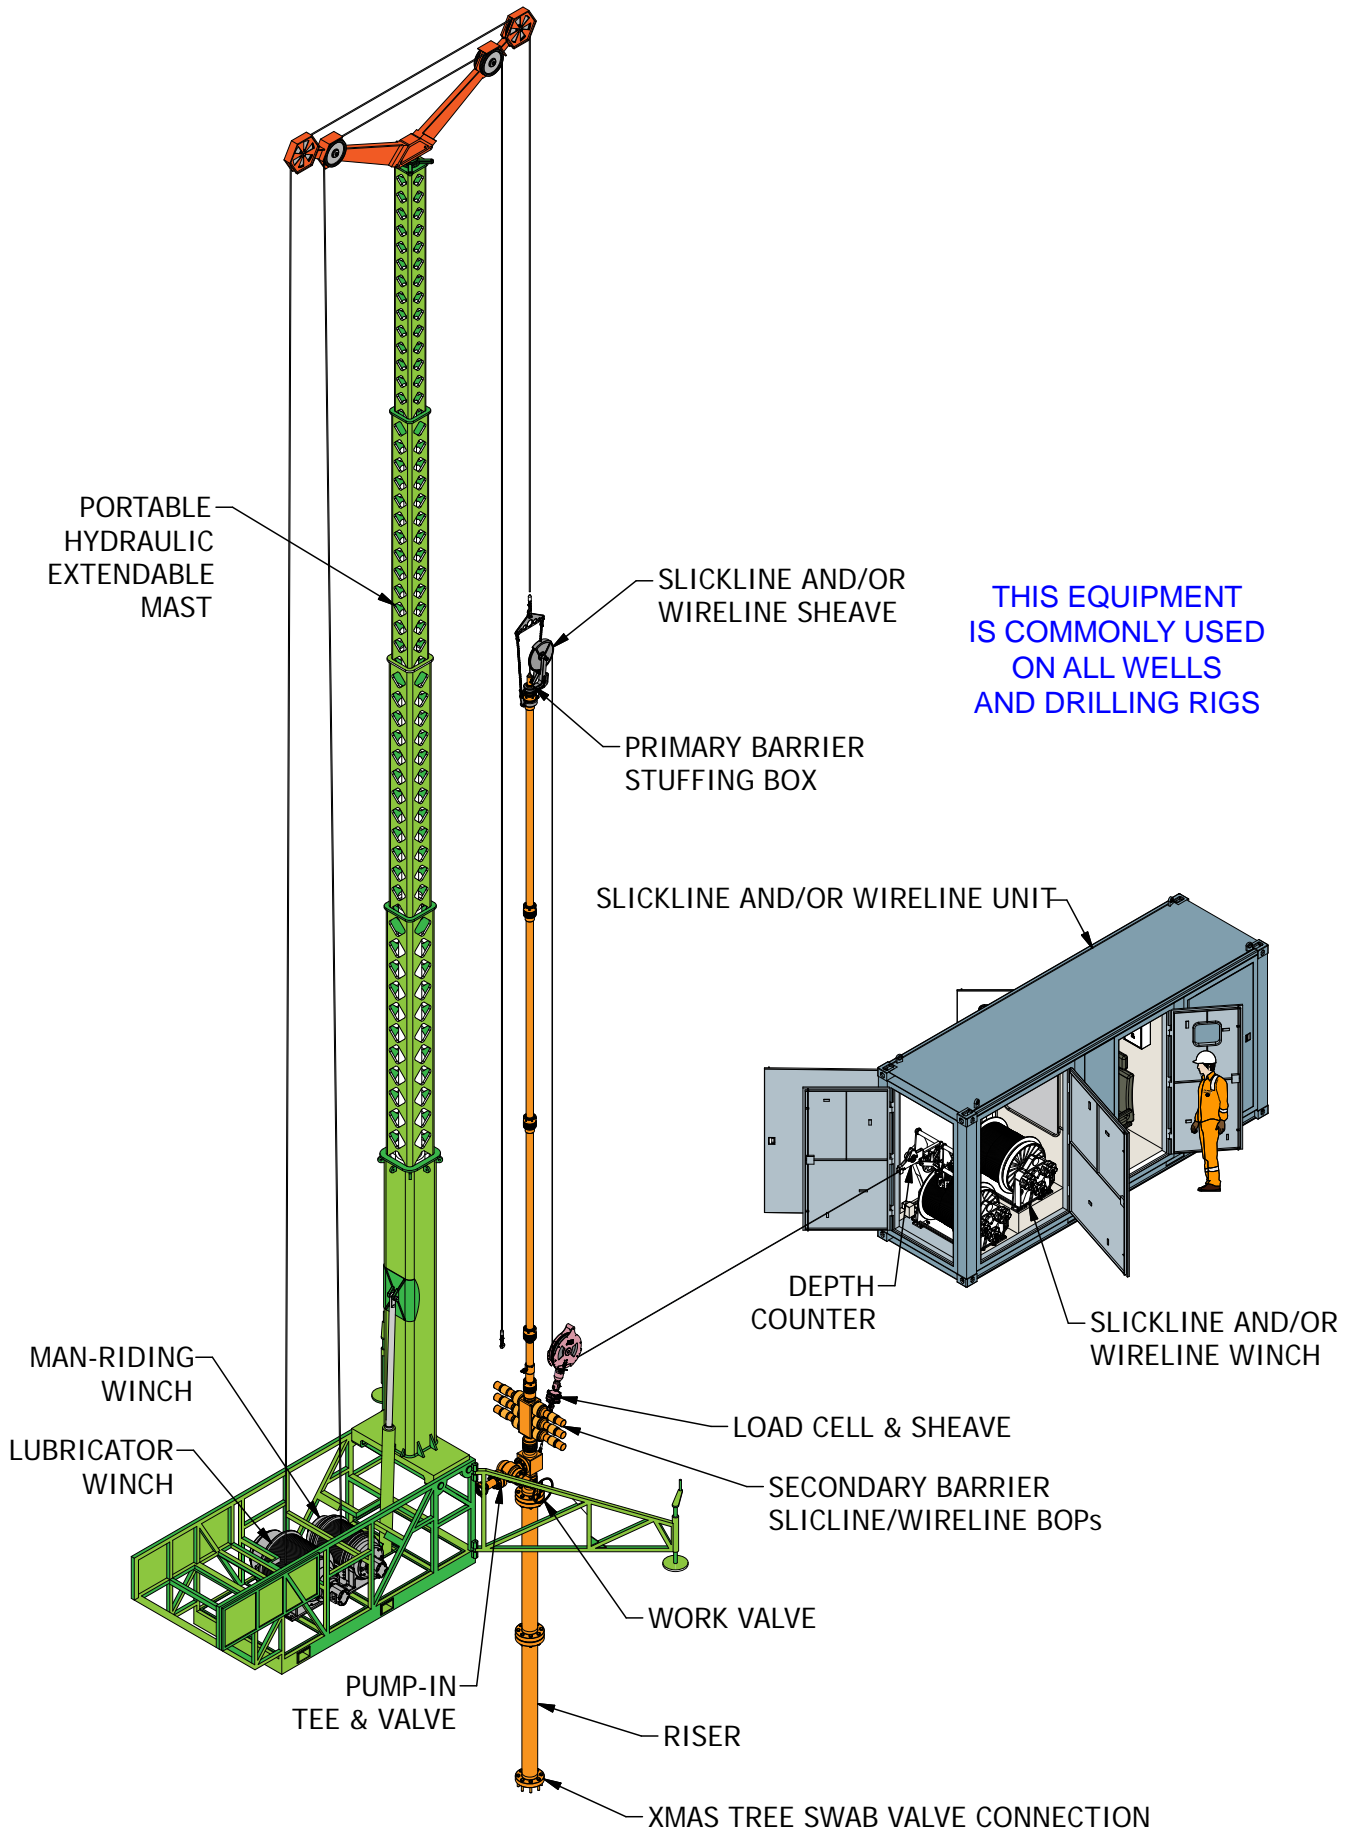 PORTABLE
HYDRAULIC
EXTENDABLE
MAST
SLICKLINE AND/OR
WIRELINE SHEAVE
THIS EQUIPMENT
IS COMMONLY USED
ON ALL WELLS
AND DRILLING RIGS
PRIMARY BARRIER
STUFFING BOX
SLICKLINE AND/OR WIRELINE UNIT
DEPTH
COUNTER
SLICKLINE AND/OR
WIRELINE WINCH
MAN-RIDING
WINCH
LOAD CELL & SHEAVE
LUBRICATOR
WINCH
SECONDARY BARRIER
SLICLINE/WIRELINE BOPs
WORK VALVE
PUMP-IN
TEE & VALVE
RISER
XMAS TREE SWAB VALVE CONNECTION